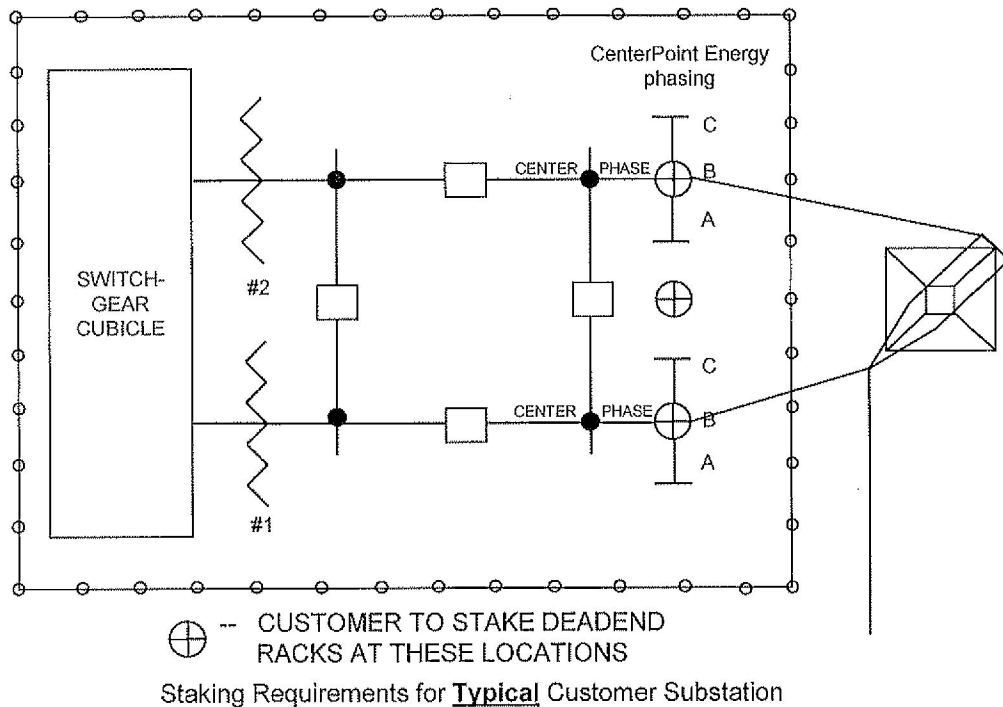 CenterPoint Energy
phasing
C
CENTER PHASE B
A
#2
SWITCH-
GEAR
CUBICLE
C
CENTER PHASE B
A
#1
-- CUSTOMER TO STAKE DEADEND
RACKS AT THESE LOCATIONS
Staking Requirements for Typical Customer Substation